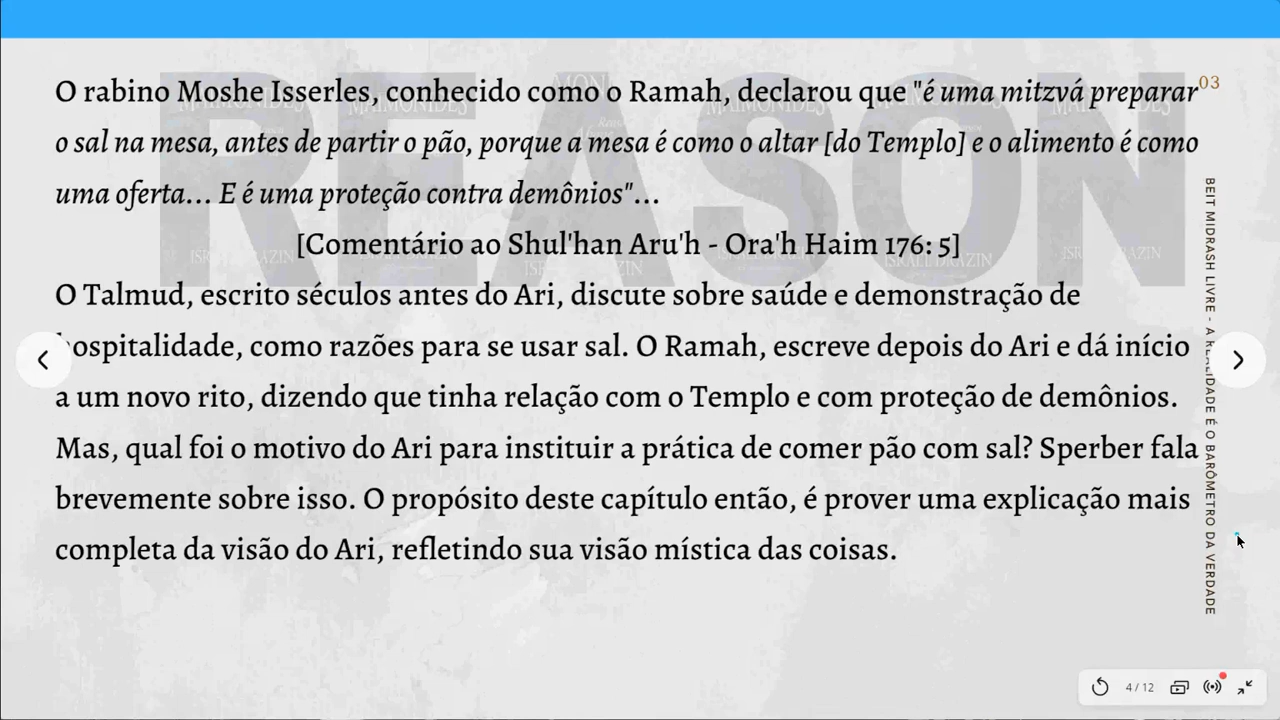 O rabino Moshe Isserles, conhecido como o Ramah, declarou que "é uma mitzvá preparar
o sal na mesa, antes de partir o pão, porque a mesa é como o altar [do Templo] e o alimento é como
uma oferta... E é uma proteção contra demônios"...
[Comentário ao Shul'han Aru'h - Ora'h Haim 176: 5]
O Talmud, escrito séculos antes do Ari, discute sobre saúde e demonstração de
hospitalidade, como razões para se usar sal. O Ramah, escreve depois do Ari e dá início
a um novo rito, dizendo que tinha relação com o Templo e com proteção de demônios.
Mas, qual foi o motivo do Ari para instituir a prática de comer pão com sal? Sperber fala
brevemente sobre isso. O propósito deste capítulo então, é prover uma explicação mais
completa da visão do Ari, refletindo sua visão mística das coisas.
03
BEIT MIDRASH LIVRE - A REALIDADE É O BARÔMETRO DA VERDADE
REASON
MAIMONIDES
ISRAEL DRAZIN
4 / 12